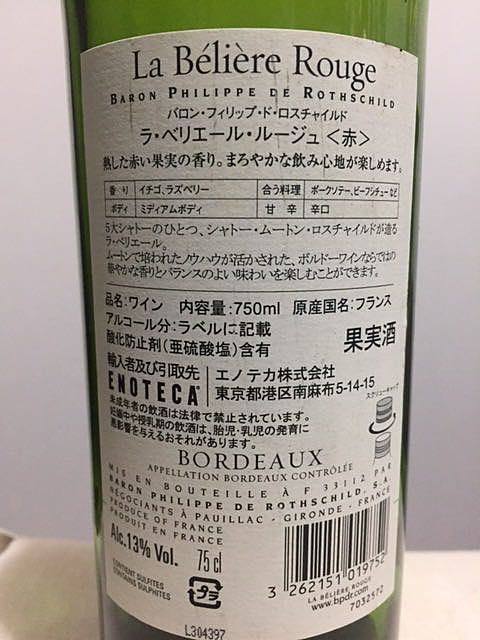 La Bélière Rouge
BARON PHILIPPE DE ROTHSCHILD
バロン・フィリップ・ド・ロスチャイルド
ラ・ベリエール・ルージュ〈赤〉
熟した赤い果実の香り。まろやかな飲み心地が楽しめます。
香り イチゴ、ラズベリー 合う料理 ポークソテー、ビーフシチューなど
ボディ ミディアムボディ 甘辛 辛口
5大シャトーのひとつ、シャトー・ムートン・ロスチャイルドが造る
ラ・ベリエール。
ムートンで培われたノウハウが活かされた、ボルドーワインならではの
華やかな香りとバランスのよい味わいを楽しむことができます。
品名:ワイン 内容量:750ml 原産国名:フランス
アルコール分:ラベルに記載
酸化防止剤(亜硫酸塩)含有 果実酒
輸入者及び引取先
ENOTECA エノテカ株式会社
東京都港区南麻布5-14-15
スクリューキャップ
未成年者の飲酒は法律で禁止されています。
妊娠中や授乳期の飲酒は、胎児・乳児の発育に
悪影響を与えるおそれがあります。
BORDEAUX
APPELLATION BORDEAUX CONTRÔLÉE
MIS EN BOUTEILLE À F 33112 PAR
BARON PHILIPPE DE ROTHSCHILD, S.A.
NÉGOCIANTS À PAUILLAC - GIRONDE - FRANCE
PRODUCE OF FRANCE
PRODUIT EN FRANCE
Alc.13% Vol. 75 cl
CONTENT SULFITES
CONTAINS SULPHITES
プラ
3 262151 019752
LA BÉLIÈRE ROUGE
www.bpdr.com
7032572
L304397